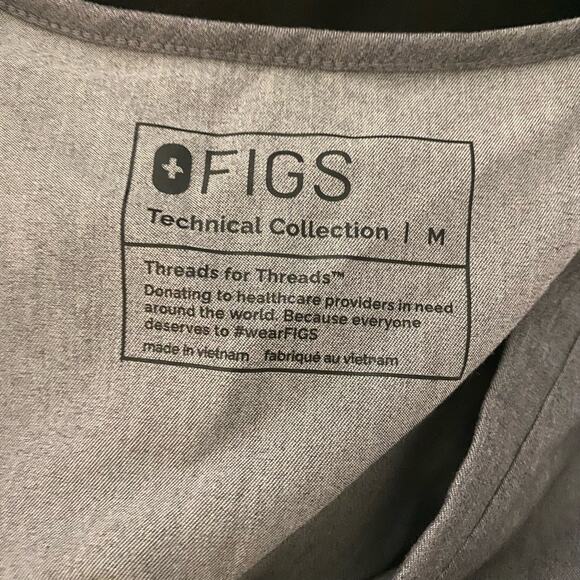 FIGS
Technical Collection | M
Threads for Threads™
Donating to healthcare providers in need
around the world. Because everyone
deserves to #wearFIGS
made in vietnam fabriqué au vietnam